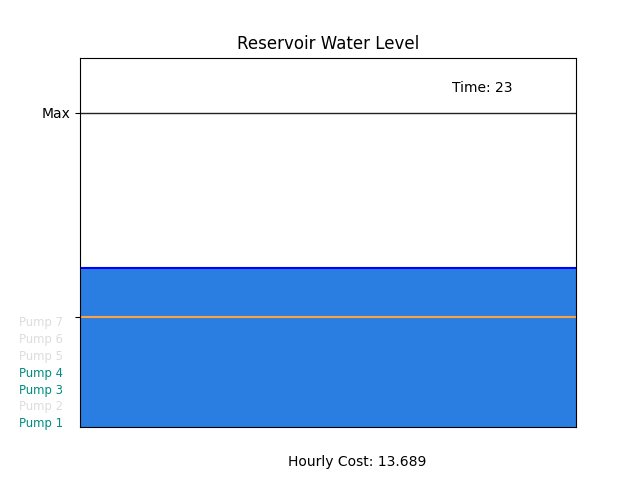 Reservoir Water Level
Time: 23
Max
Pump 7
Pump 6
Pump 5
Pump 4
Pump 3
Pump 2
Pump 1
Hourly Cost: 13.689